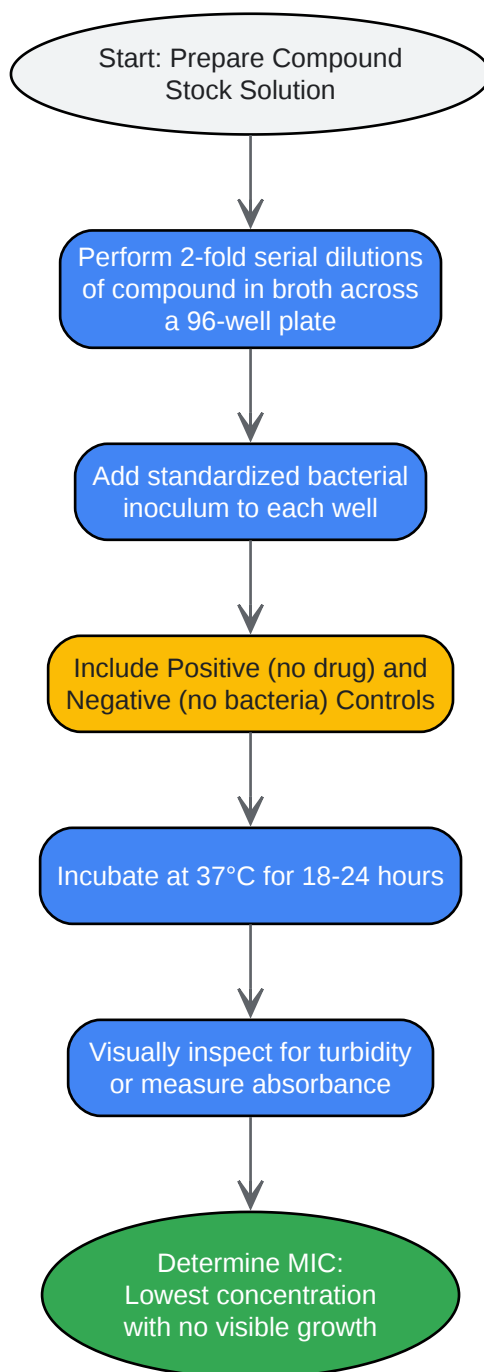 Start: Prepare Compound
Stock Solution
Perform 2-fold serial dilutions
of compound in broth across
a 96-well plate
Add standardized bacterial
inoculum to each well
Include Positive (no drug) and
Negative (no bacteria) Controls
Incubate at 37°C for 18-24 hours
Visually inspect for turbidity
or measure absorbance
Determine MIC:
Lowest concentration
with no visible growth